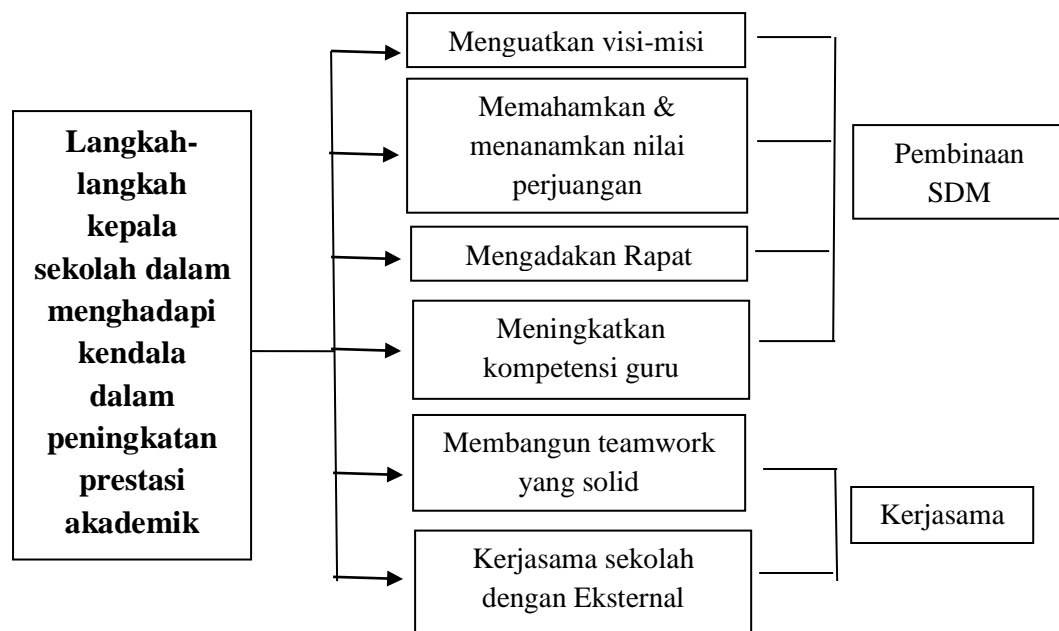 Langkah-
langkah
kepala
sekolah dalam
menghadapi
kendala
dalam
peningkatan
prestasi
akademik
Menguatkan visi-misi
Memahamkan &
menanamkan nilai
perjuangan
Mengadakan Rapat
Meningkatkan
kompetensi guru
Membangun teamwork
yang solid
Kerjasama sekolah
dengan Eksternal
Pembinaan
SDM
Kerjasama